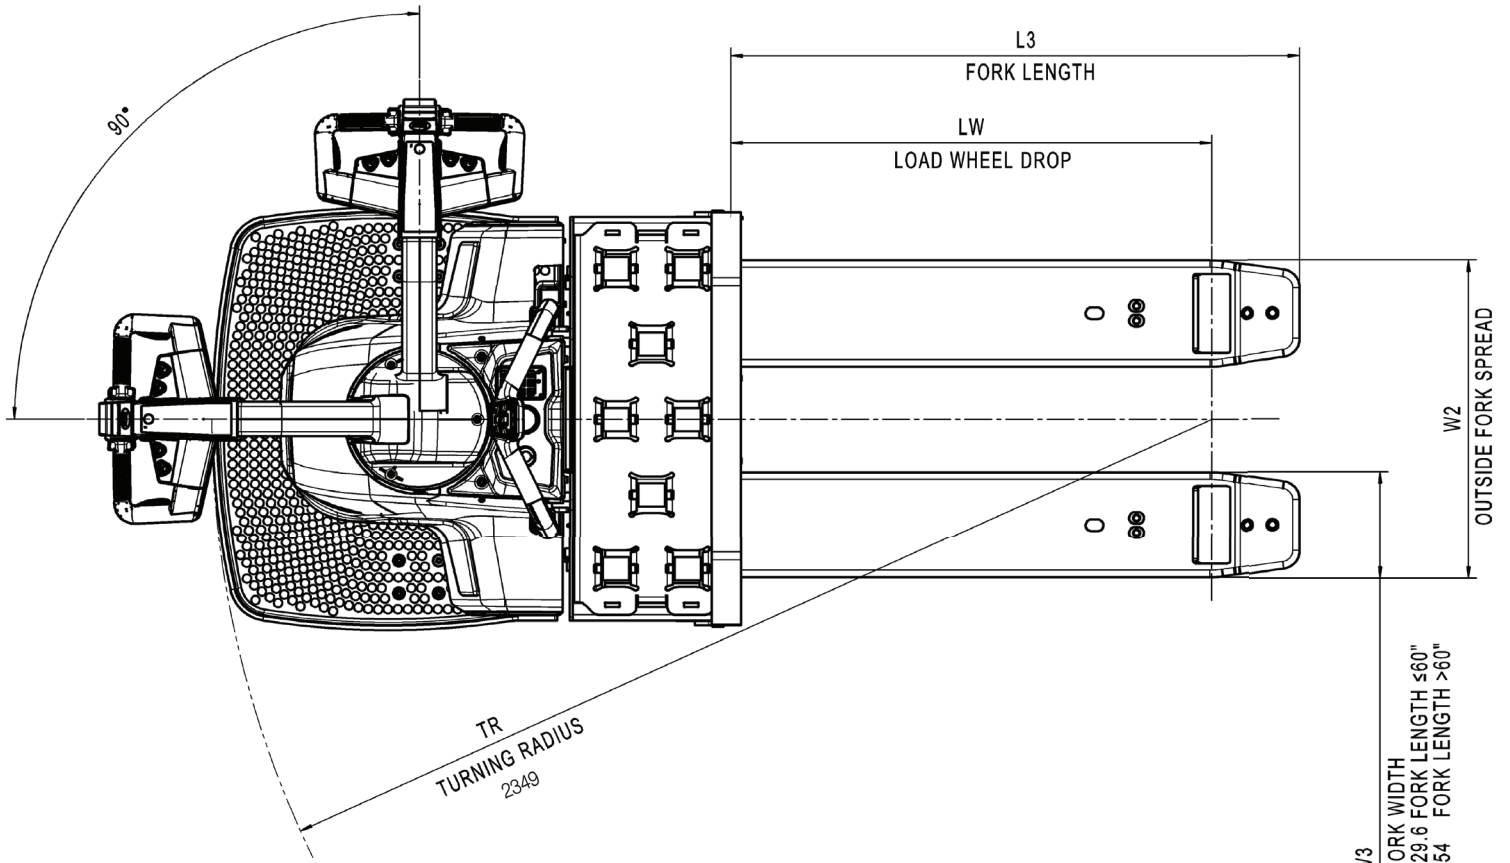 L3
FORK LENGTH
90°
LW
LOAD WHEEL DROP
W2
OUTSIDE FORK SPREAD
TR
TURNING RADIUS
2349
ORK WIDTH
29.6 FORK LENGTH ≤60"
54 FORK LENGTH >60"